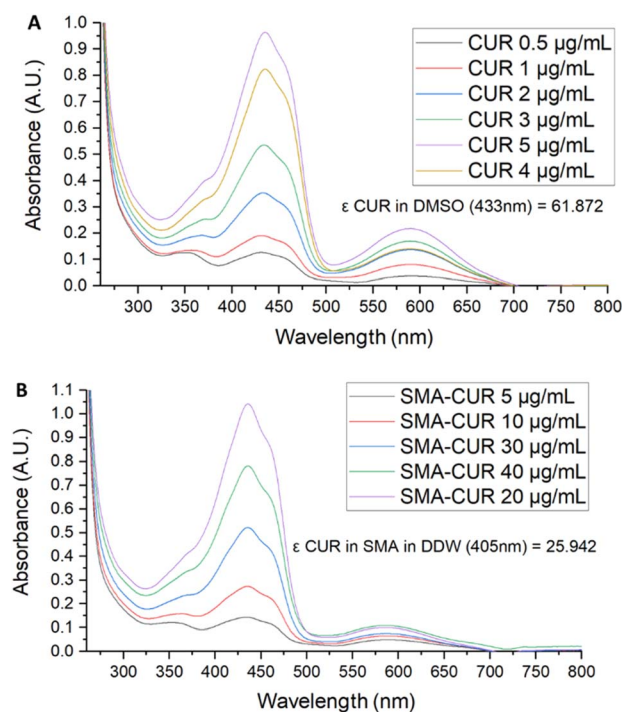 A
Absorbance (A.U.)
1.0
0.9
0.8
0.7
0.6
0.5
0.4
0.3
0.2
0.1
0.0
CUR 0.5 µg/mL
CUR 1 µg/mL
CUR 2 µg/mL
CUR 3 µg/mL
CUR 5 µg/mL
CUR 4 µg/mL
ε CUR in DMSO (433nm) = 61.872
300 350 400 450 500 550 600 650 700 750 800
Wavelength (nm)
B
Absorbance (A.U.)
1.1
1.0
0.9
0.8
0.7
0.6
0.5
0.4
0.3
0.2
0.1
0.0
SMA-CUR 5 µg/mL
SMA-CUR 10 µg/mL
SMA-CUR 30 µg/mL
SMA-CUR 40 µg/mL
SMA-CUR 20 µg/mL
ε CUR in SMA in DDW (405nm) = 25.942
300 350 400 450 500 550 600 650 700 750 800
Wavelength (nm)